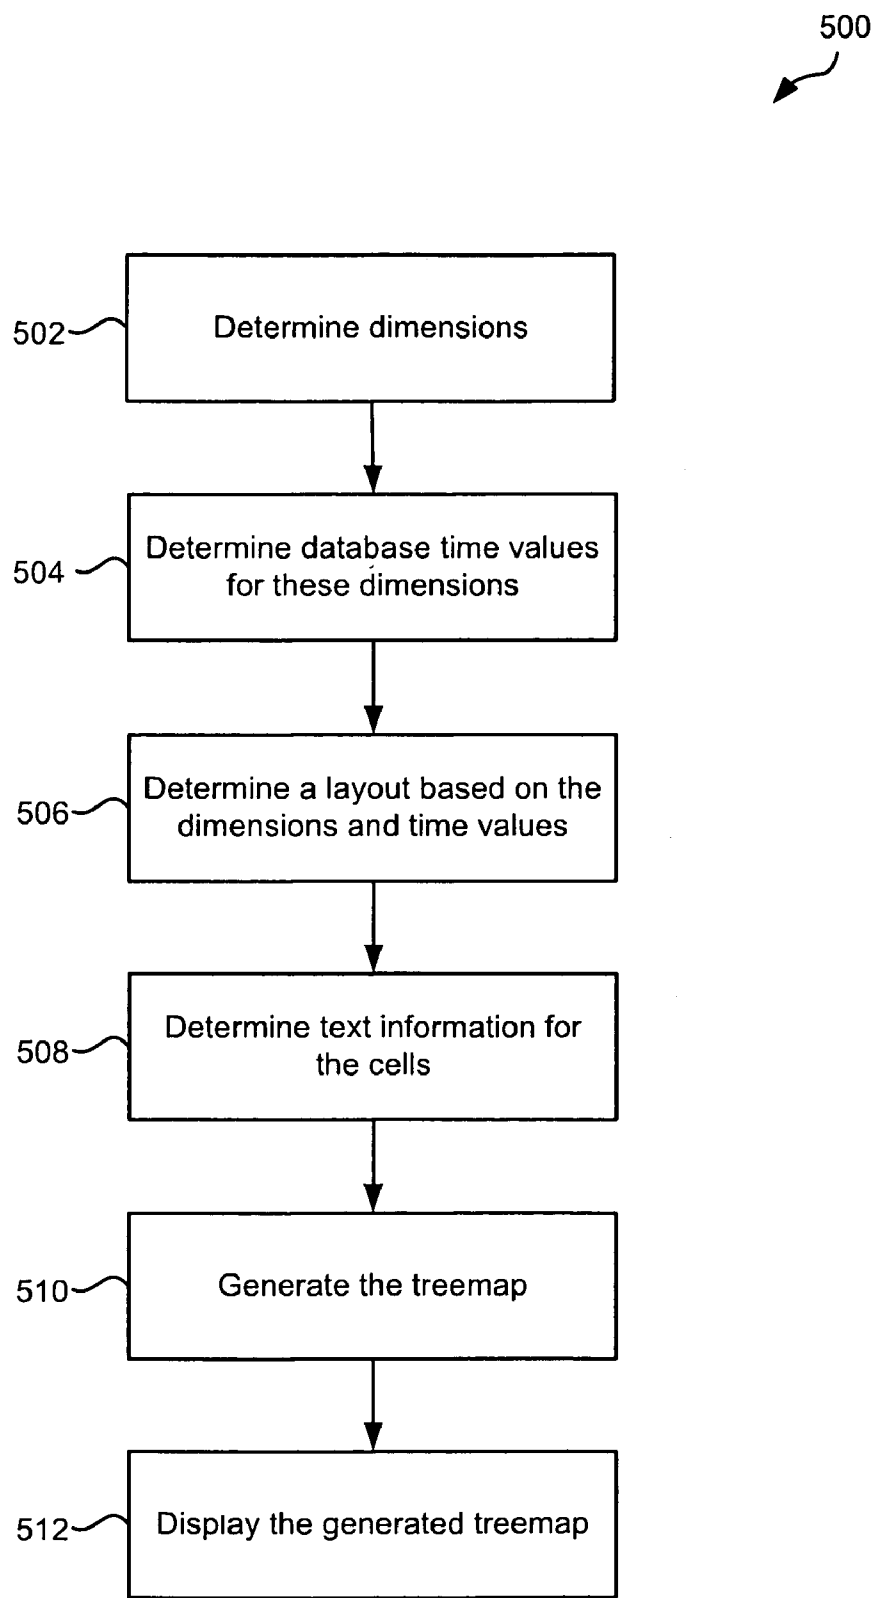 500
502
Determine dimensions
504
Determine database time values
for these dimensions
506
Determine a layout based on the
dimensions and time values
508
Determine text information for
the cells
510
Generate the treemap
512
Display the generated treemap